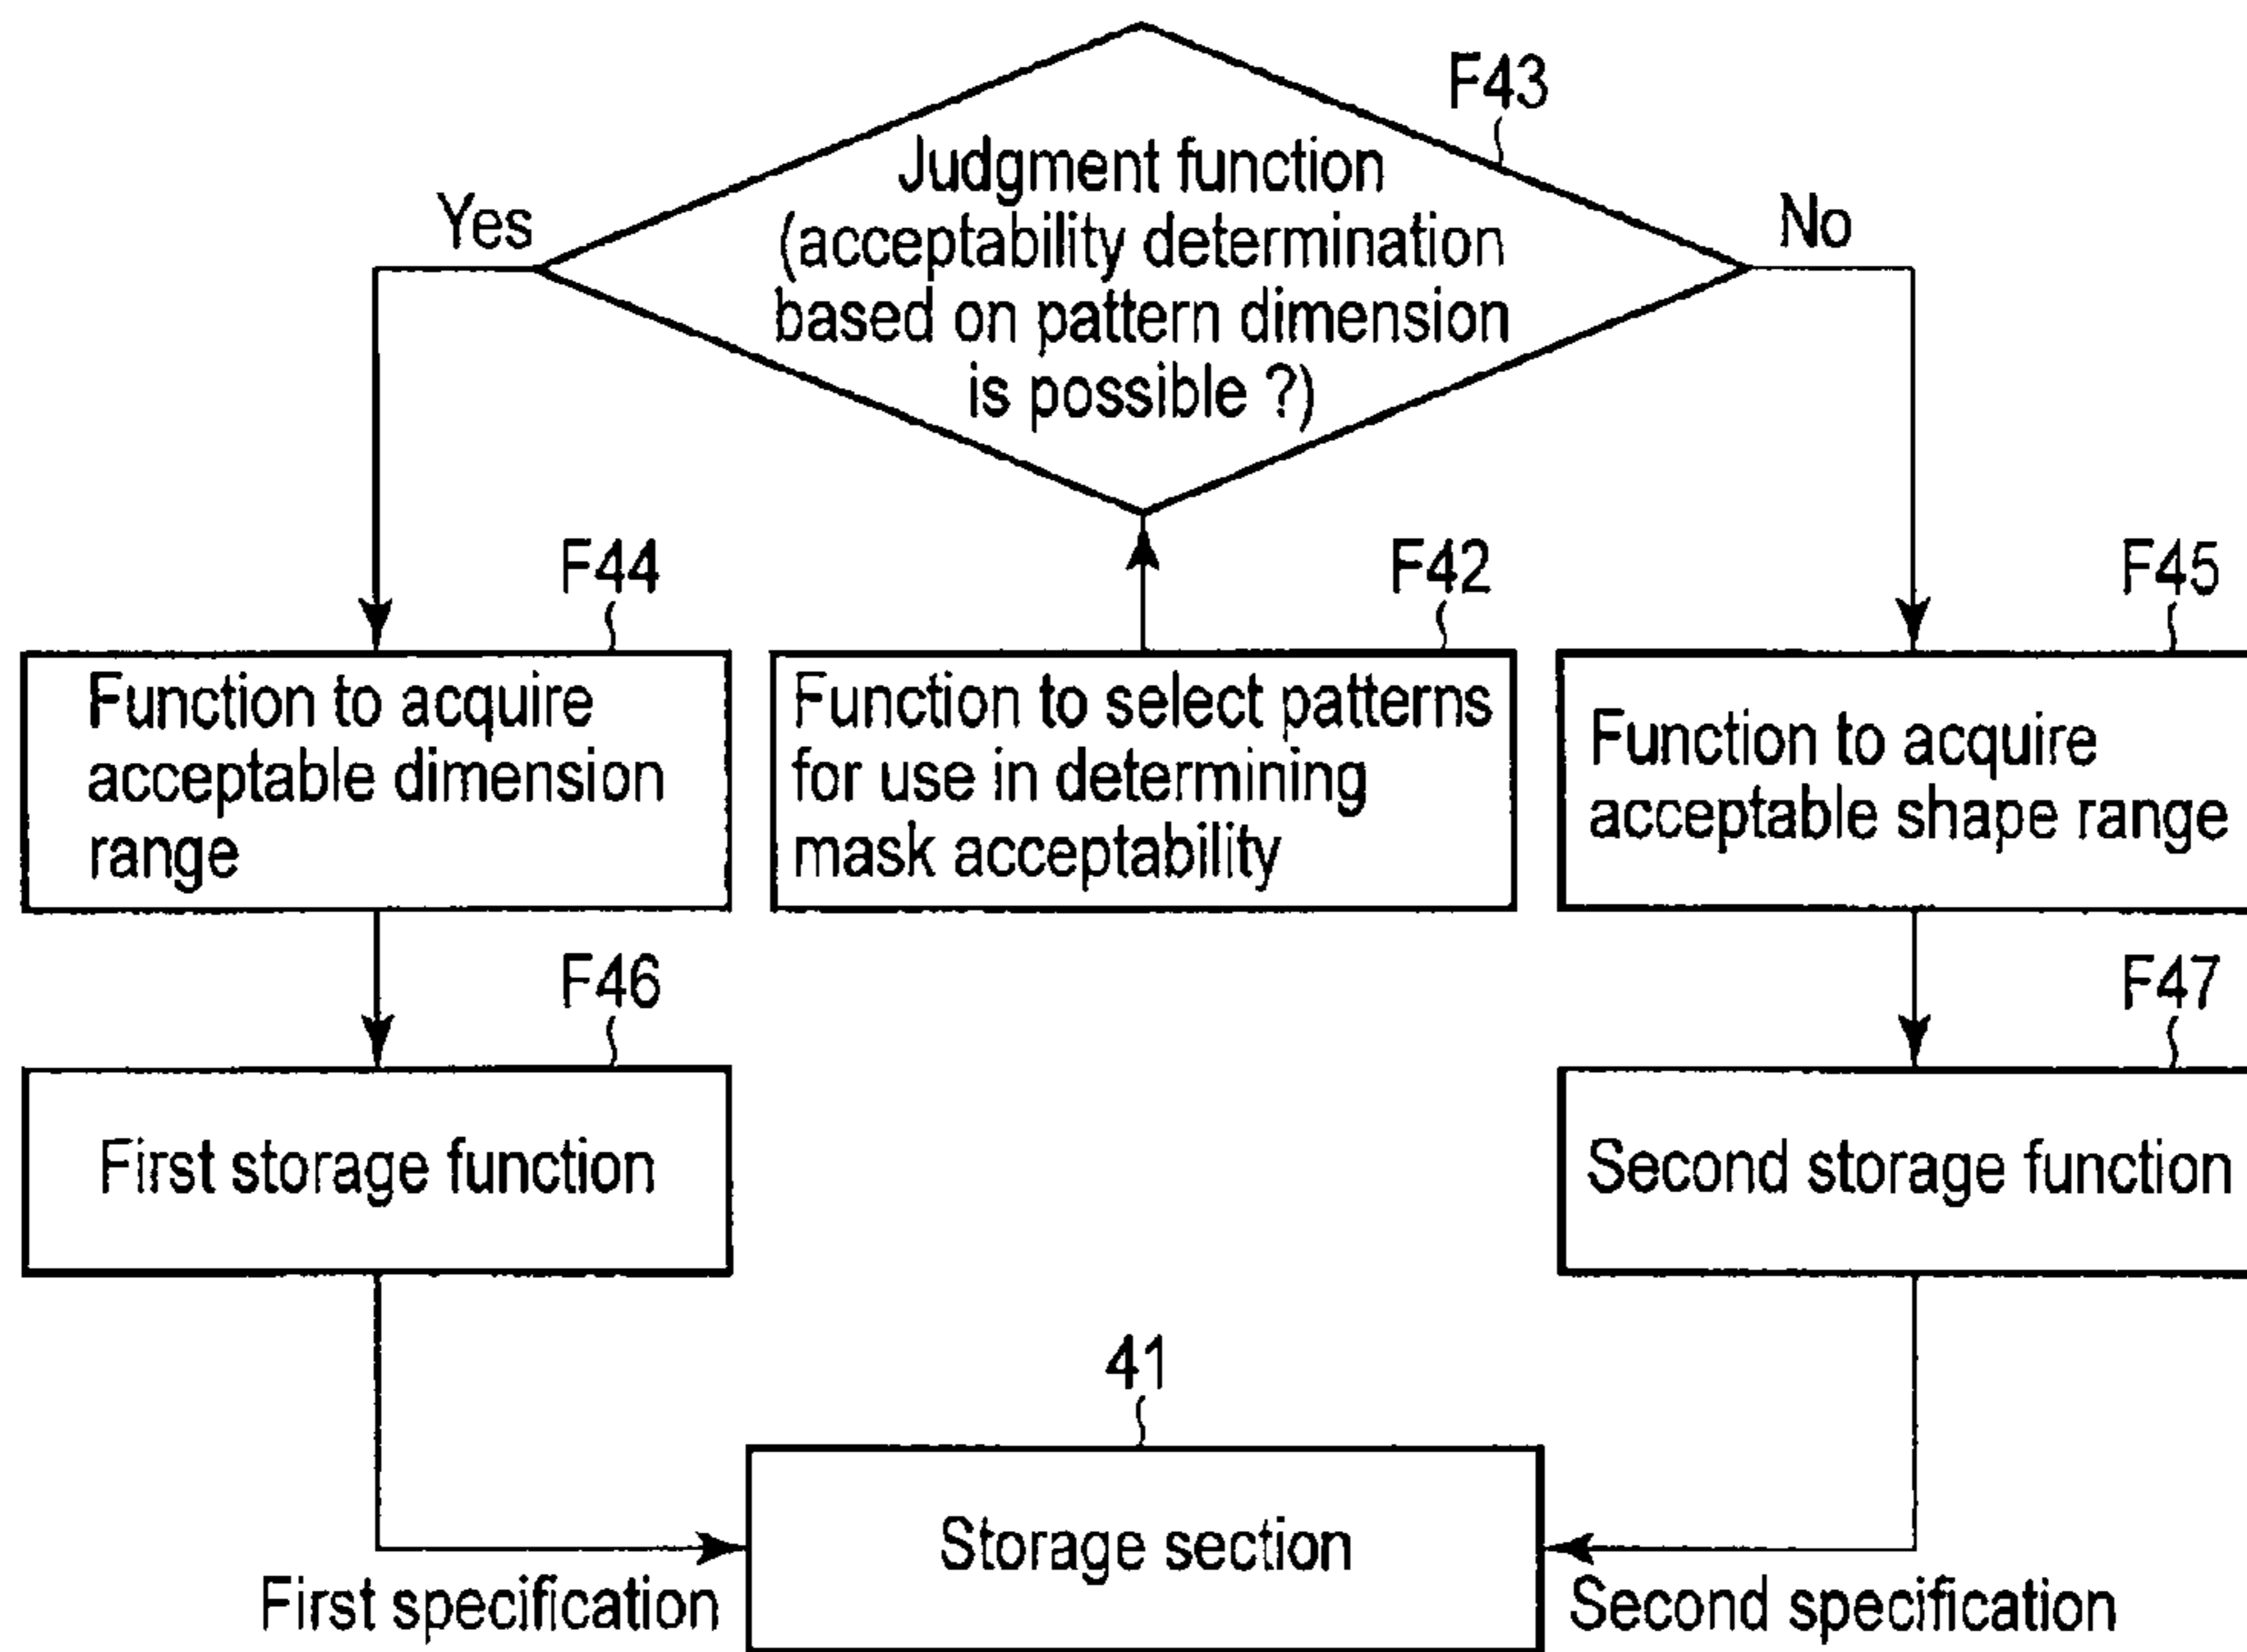 F43
Judgment function
(acceptability determination
based on pattern dimension
is possible ?)
Yes
No
F44
F42
F45
Function to acquire
acceptable dimension
range
Function to select patterns
for use in determining
mask acceptability
Function to acquire
acceptable shape range
F46
F47
First storage function
Second storage function
41
Storage section
First specification
Second specification